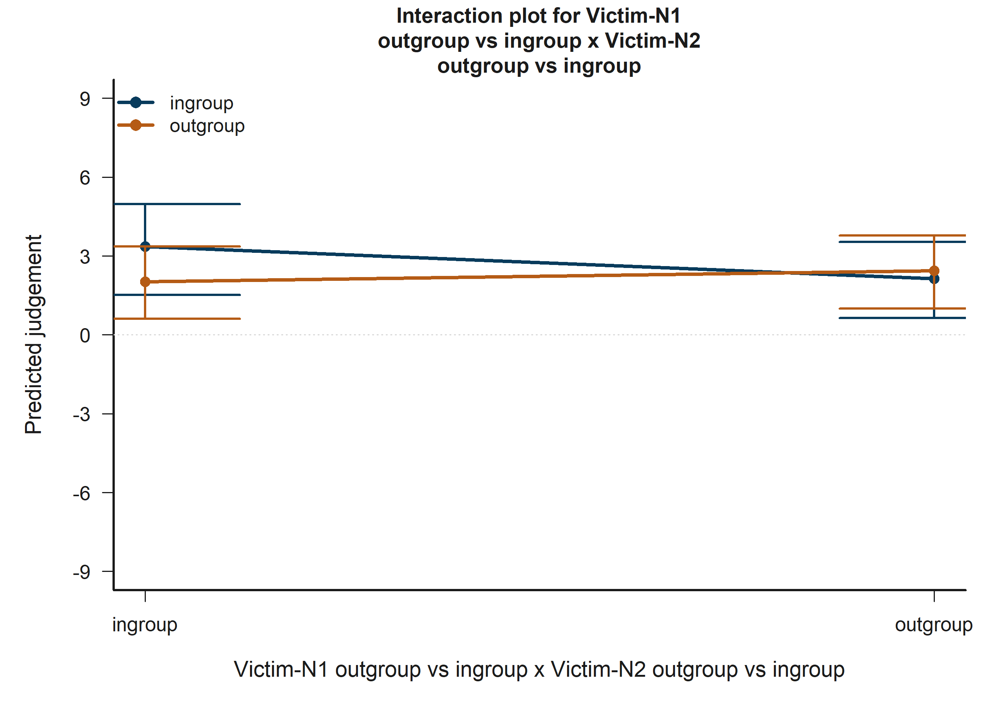 Interaction plot for Victim-N1
outgroup vs ingroup x Victim-N2
outgroup vs ingroup
ingroup
outgroup
Predicted judgement
9
6
3
0
-3
-6
-9
ingroup
outgroup
Victim-N1 outgroup vs ingroup x Victim-N2 outgroup vs ingroup